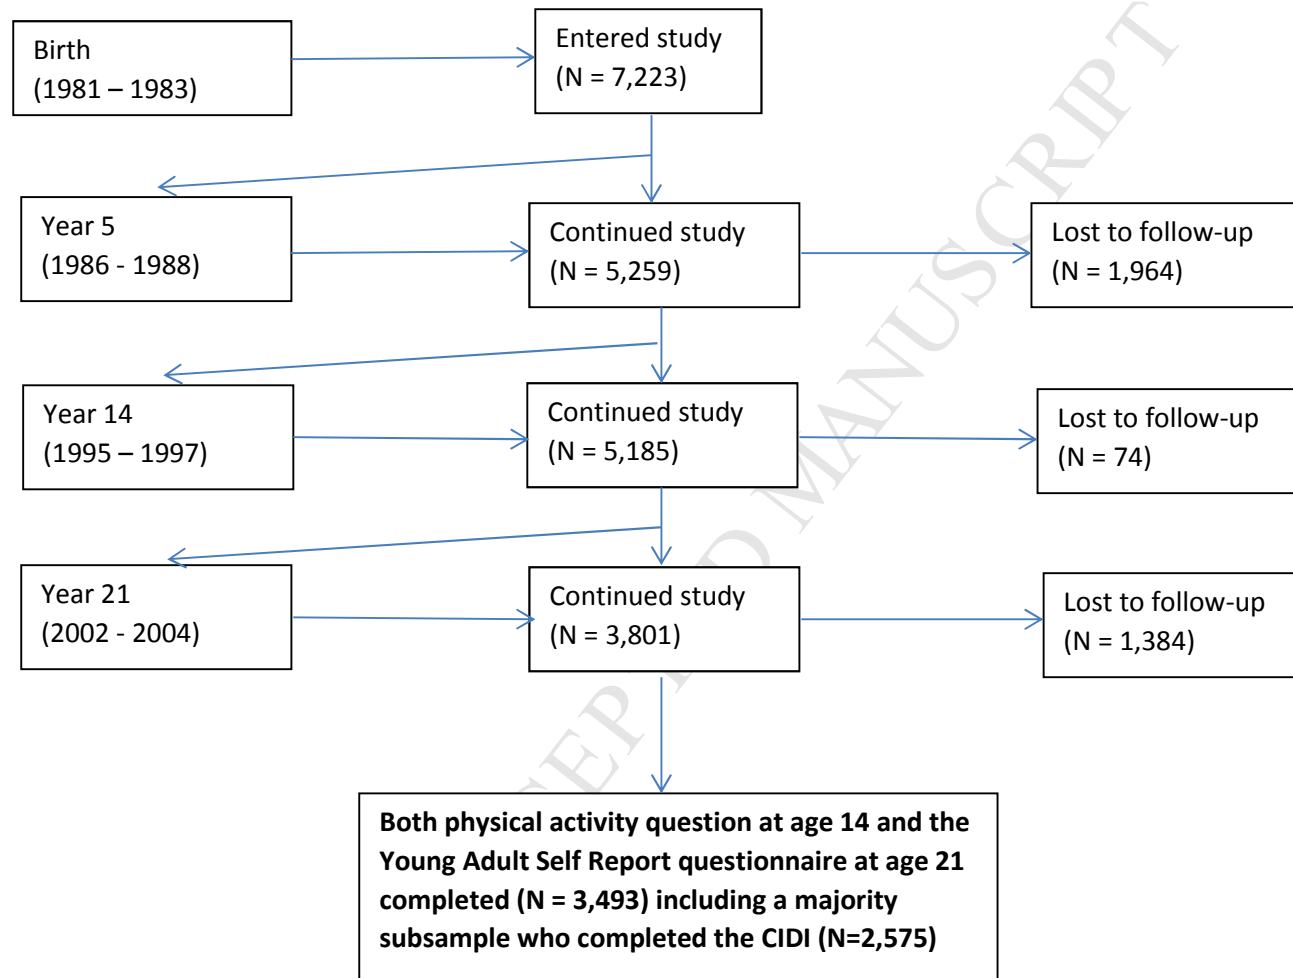 Birth
(1981 – 1983)
Entered study
(N = 7,223)
Year 5
(1986 - 1988)
Continued study
(N = 5,259)
Lost to follow-up
(N = 1,964)
Year 14
(1995 – 1997)
Continued study
(N = 5,185)
Lost to follow-up
(N = 74)
Year 21
(2002 - 2004)
Continued study
(N = 3,801)
Lost to follow-up
(N = 1,384)
Both physical activity question at age 14 and the
Young Adult Self Report questionnaire at age 21
completed (N = 3,493) including a majority
subsample who completed the CIDI (N=2,575)
MANUSCRIPT